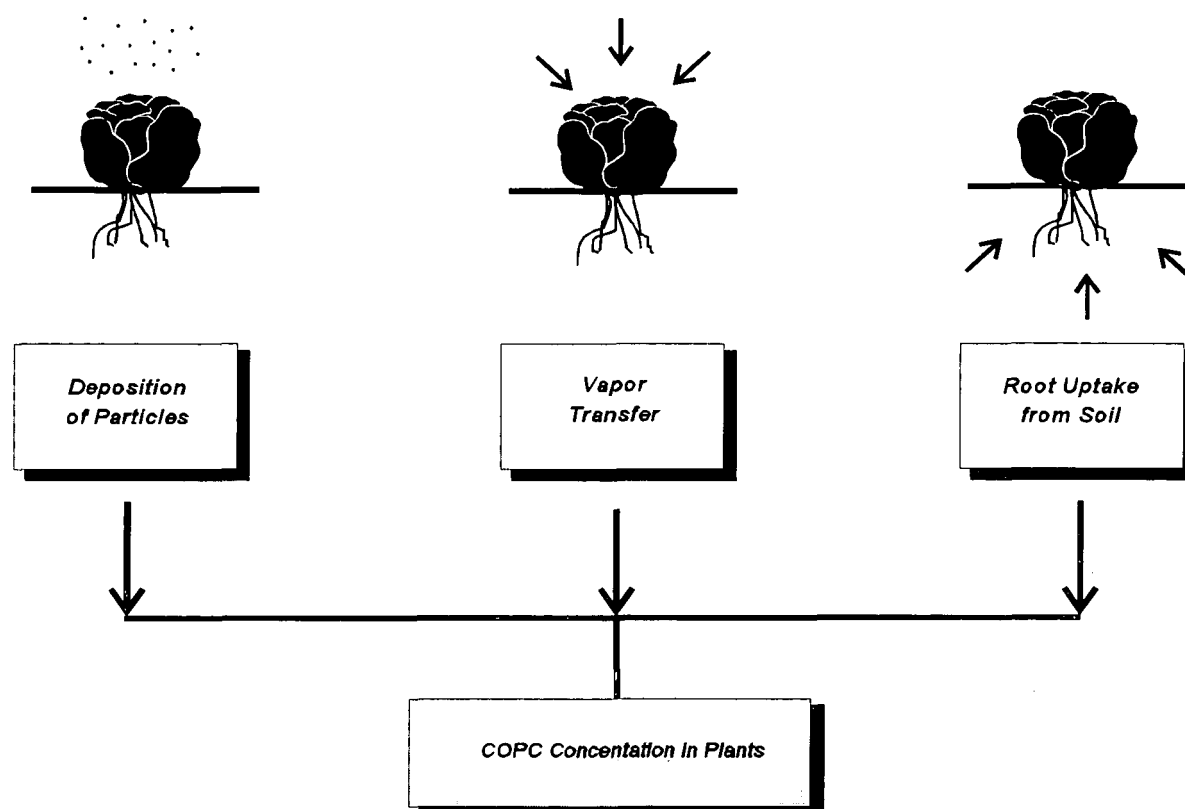 Deposition
of Particles
Vapor
Transfer
Root Uptake
from Soil
COPC Concentation in Plants